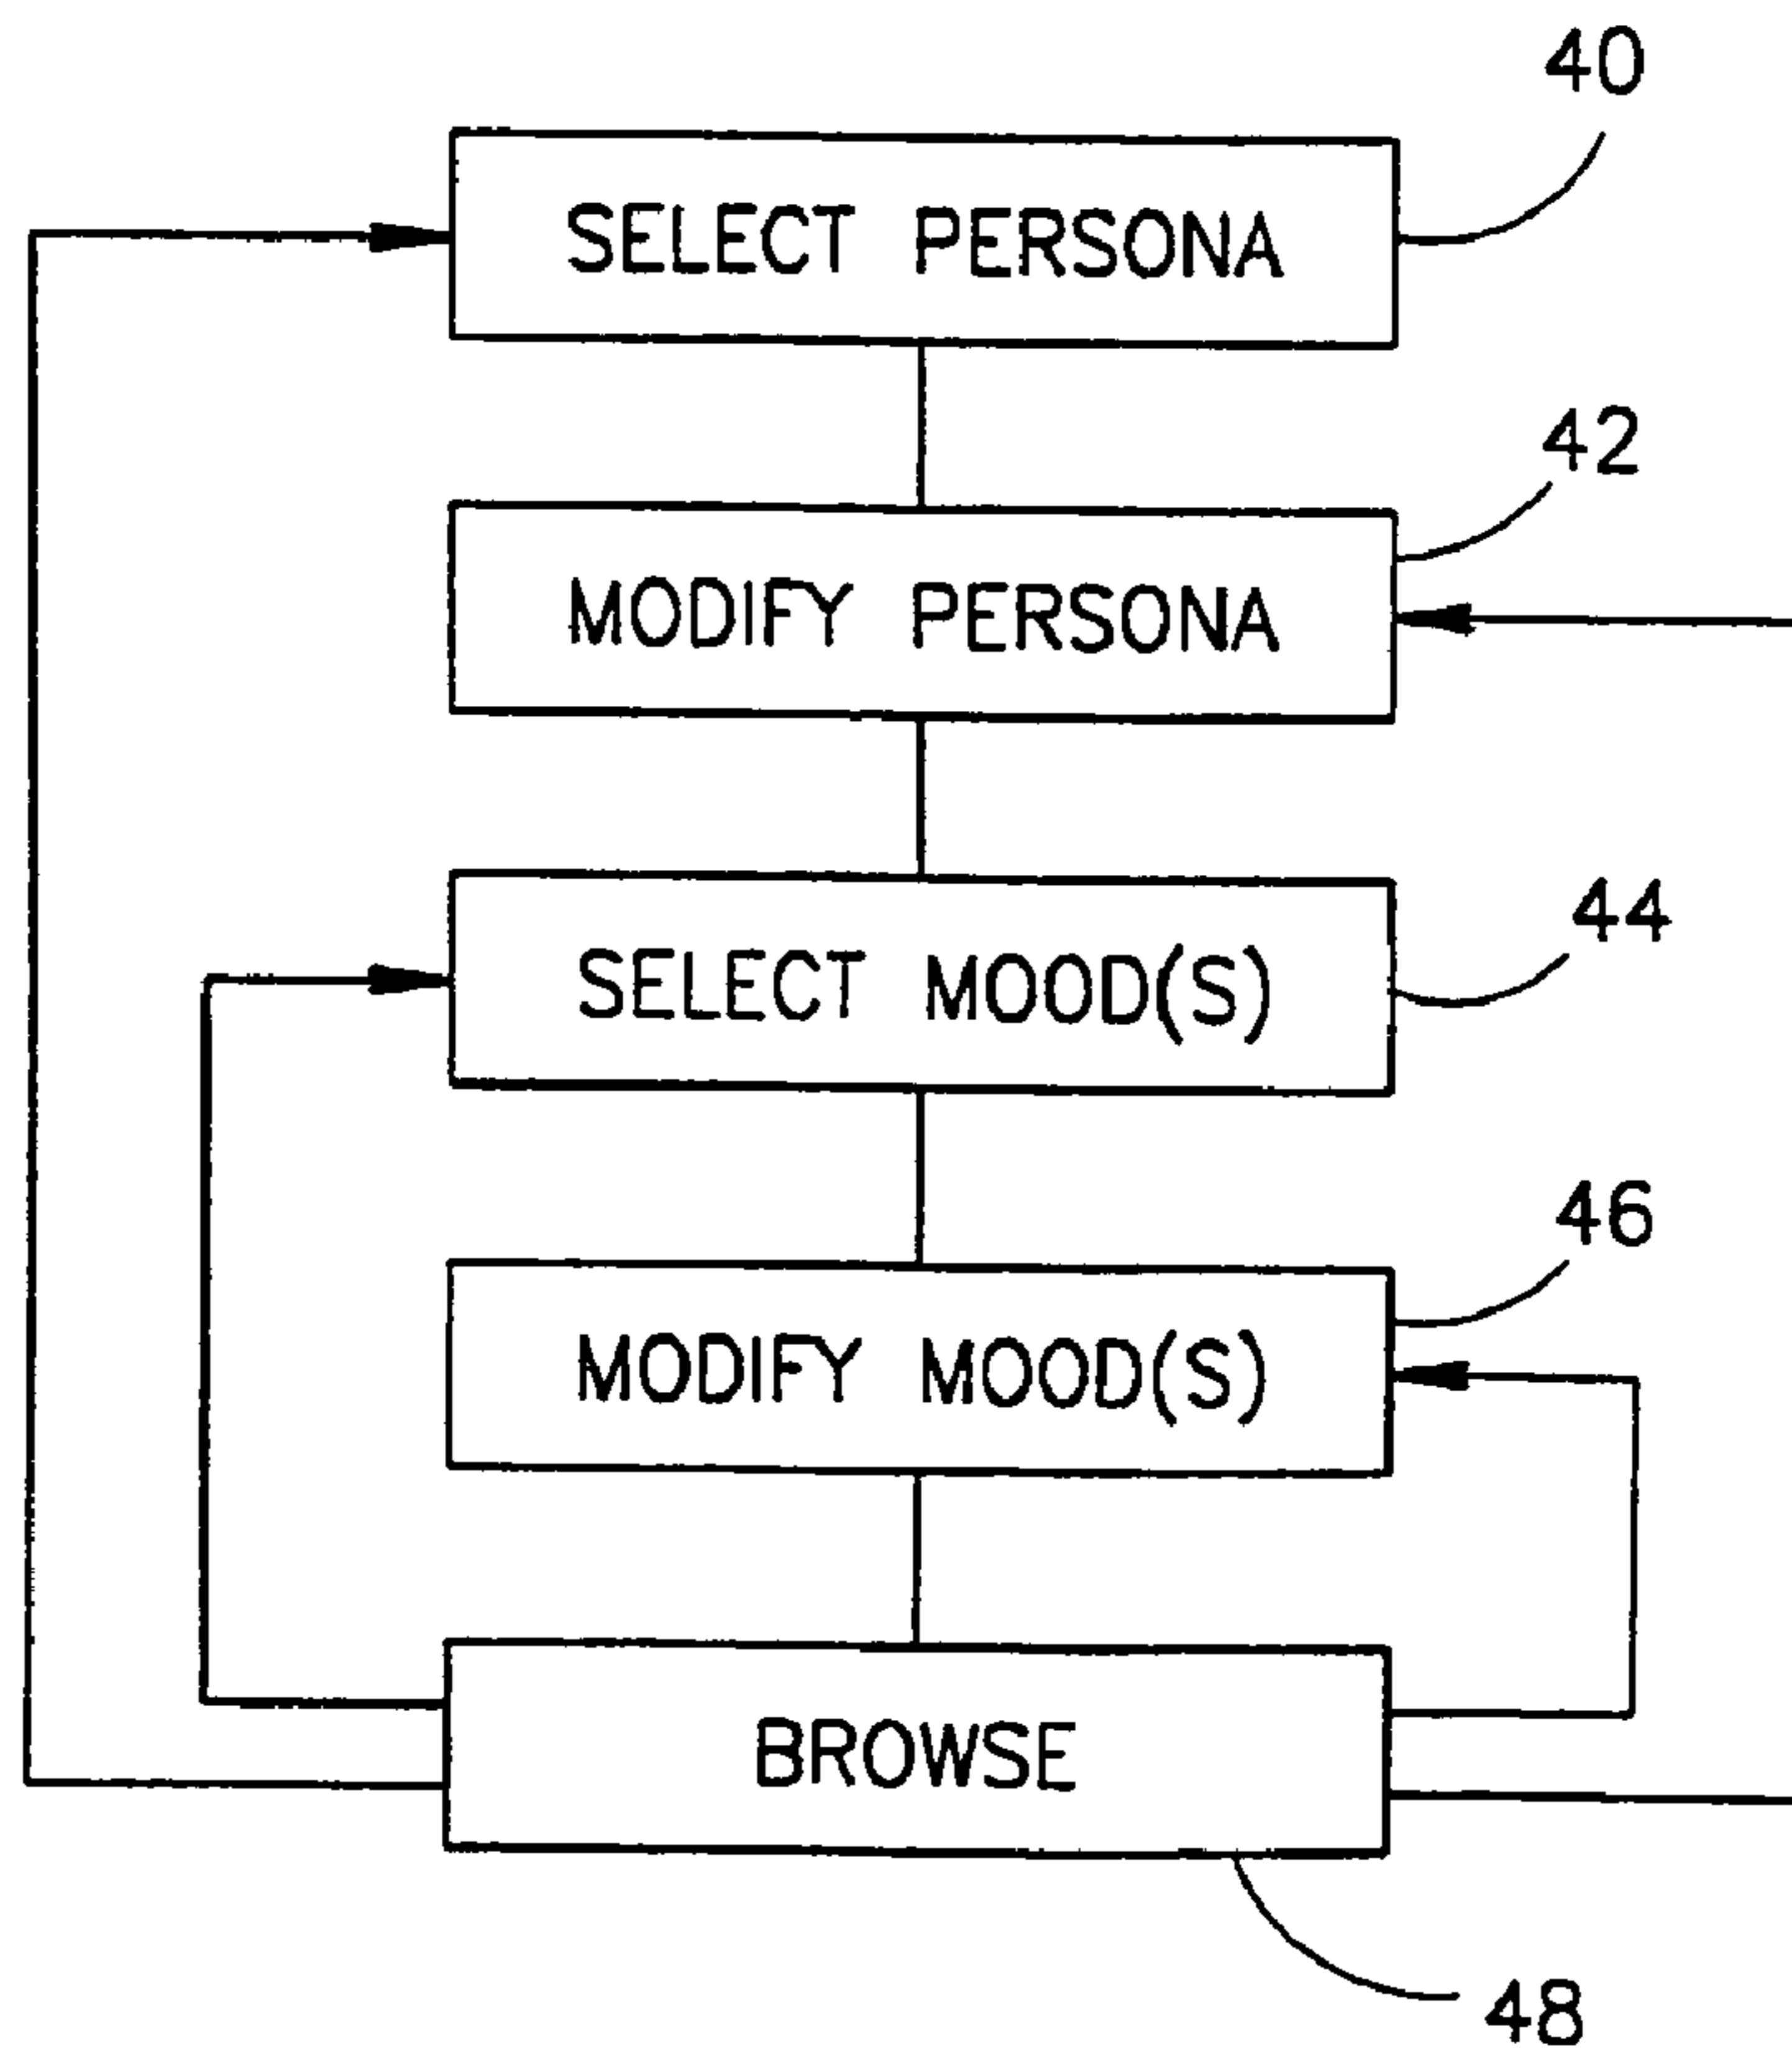 40
SELECT PERSONA
42
MODIFY PERSONA
44
SELECT MOOD(S)
46
MODIFY MOOD(S)
BROWSE
48